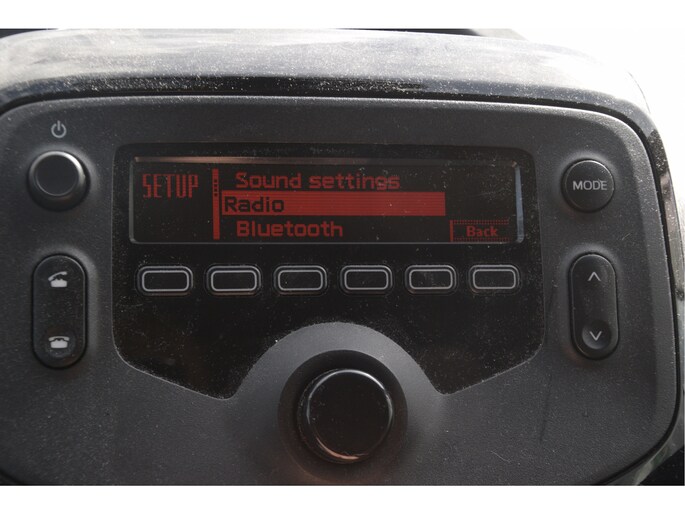 SETUP
Sound settings
Radio
Bluetooth
Back
MODE